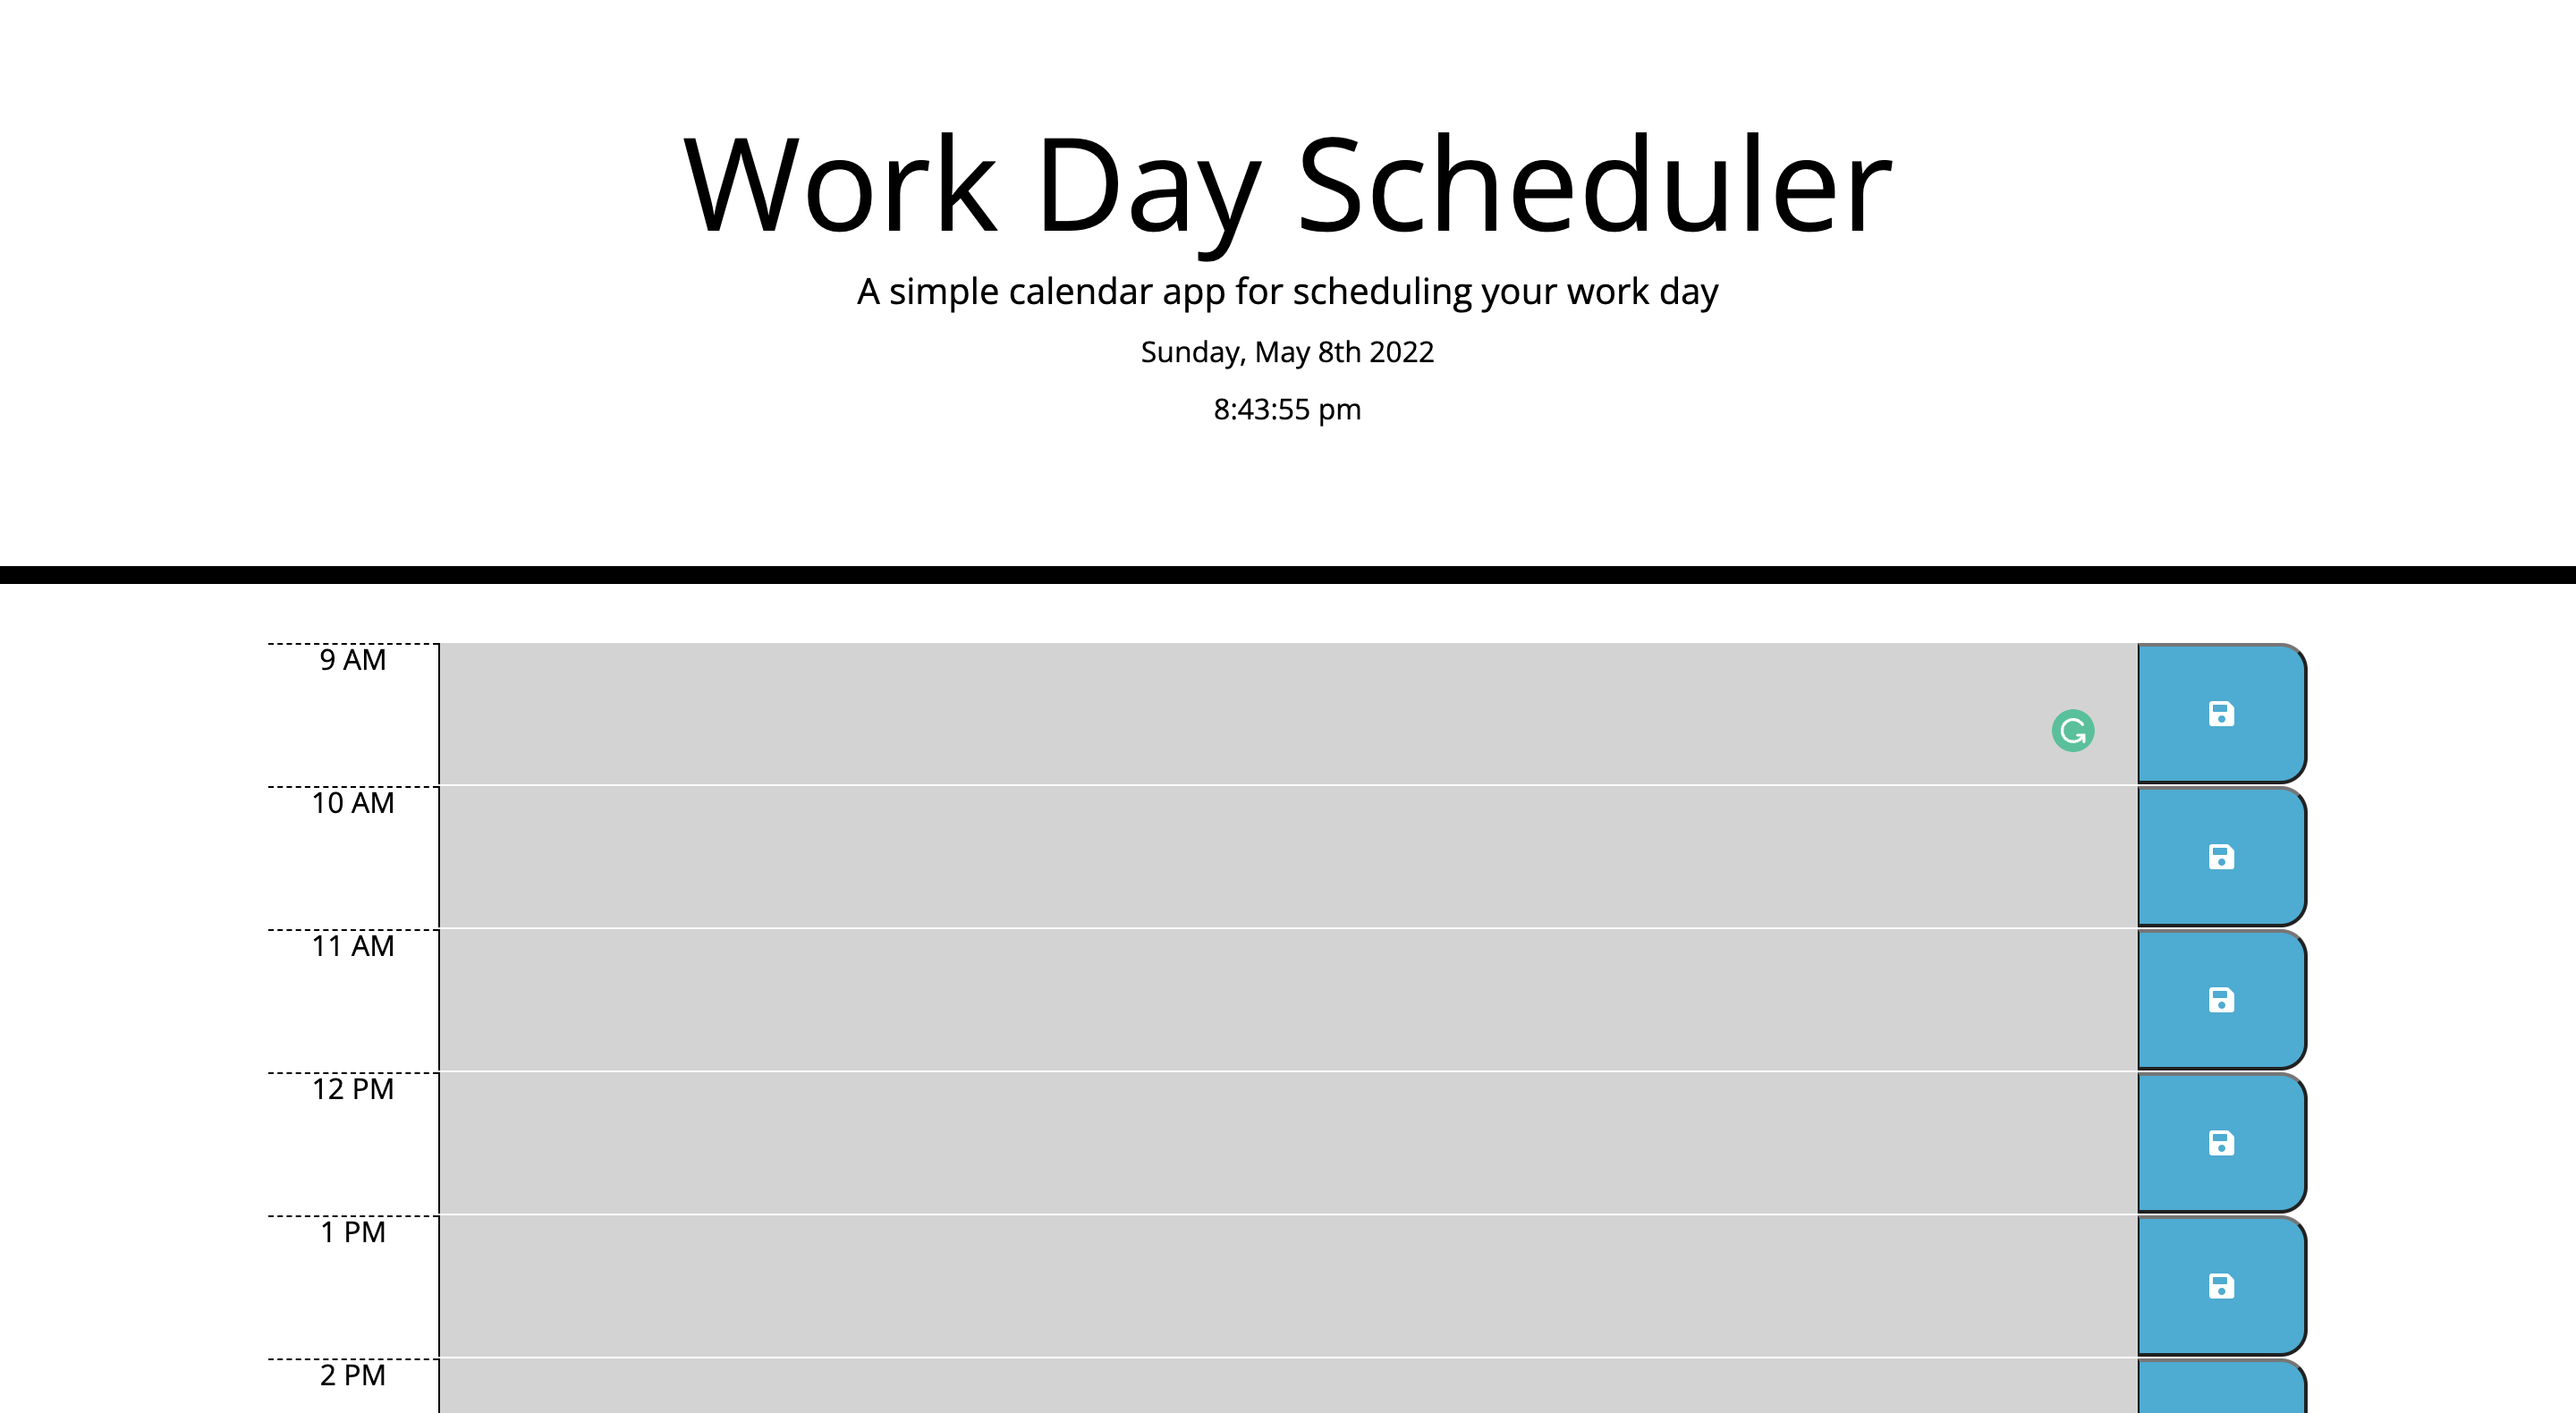 Work Day Scheduler
A simple calendar app for scheduling your work day
Sunday, May 8th 2022
8:43:55 pm
9 AM
10 AM
11 AM
12 PM
1 PM
2 PM